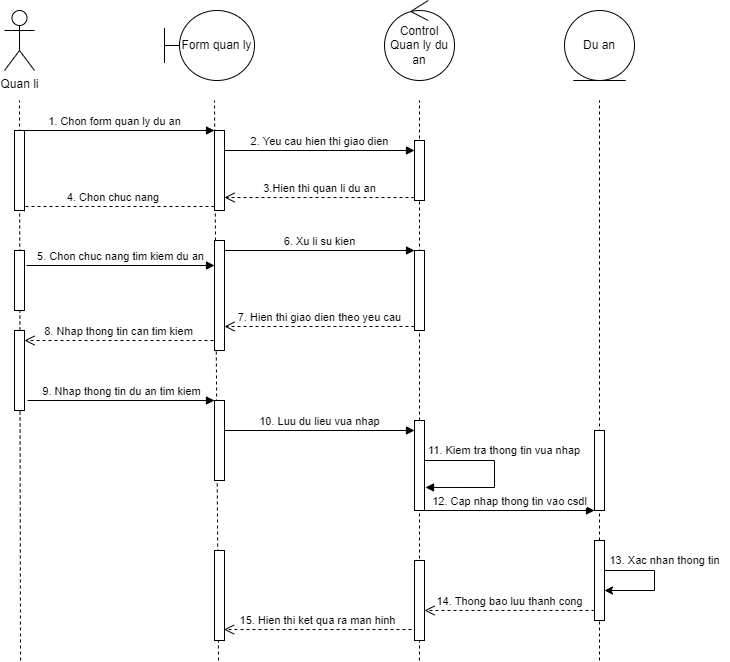 Quan li
Form quan ly
Control
Quan ly du
an
Du an
1. Chon form quan ly du an
2. Yeu cau hien thi giao dien
3.Hien thi quan li du an
4. Chon chuc nang
5. Chon chuc nang tim kiem du an
6. Xu li su kien
7. Hien thi giao dien theo yeu cau
8. Nhap thong tin can tim kiem
9. Nhap thong tin du an tim kiem
10. Luu du lieu vua nhap
11. Kiem tra thong tin vua nhap
12. Cap nhap thong tin vao csdl
13. Xac nhan thong tin
14. Thong bao luu thanh cong
15. Hien thi ket qua ra man hinh